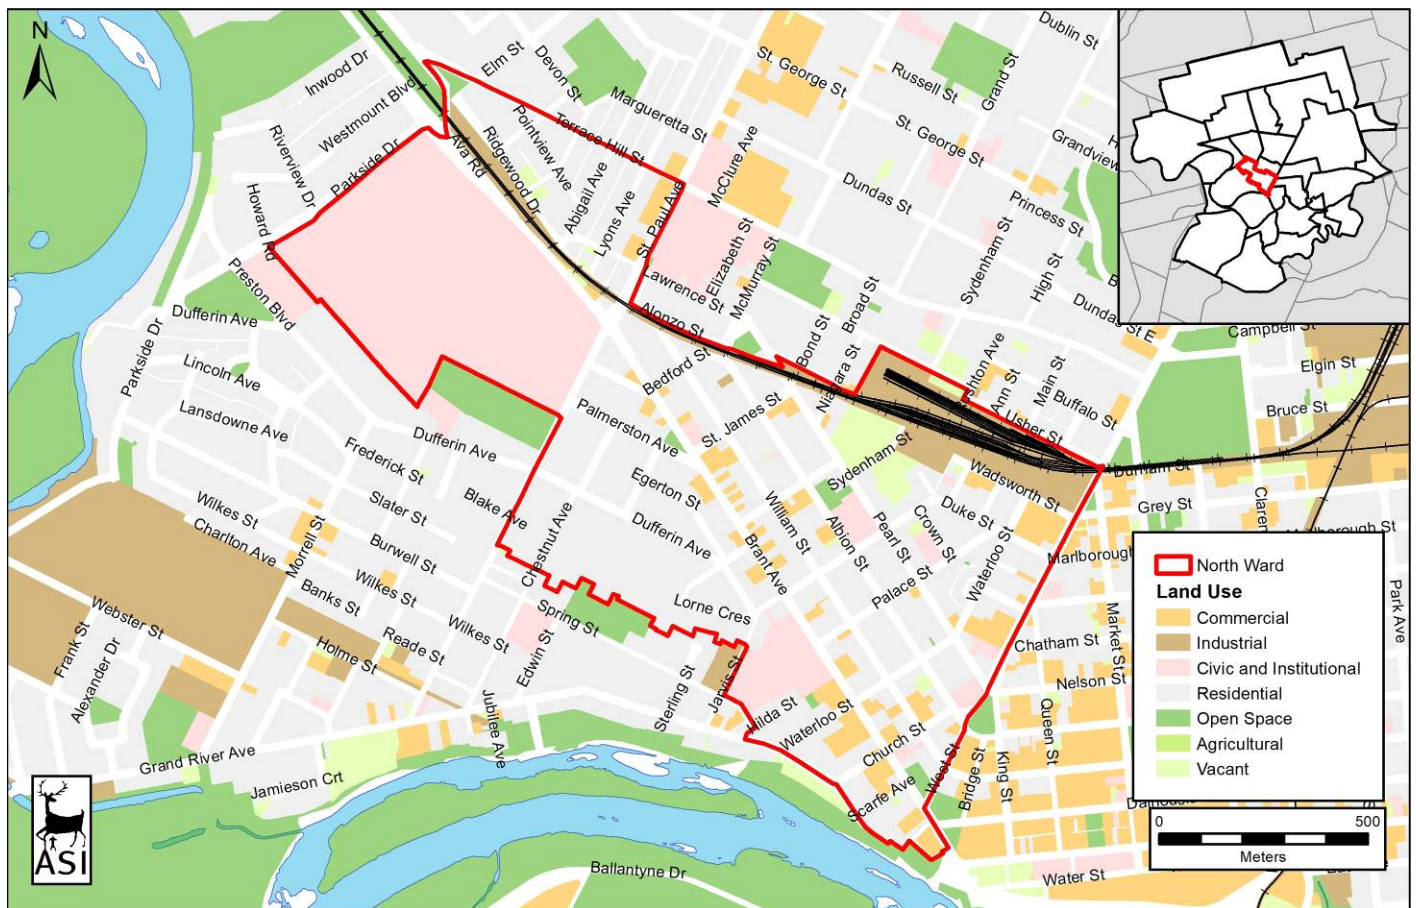 N
Inwood Dr
Westmount Blvd
Riverview Dr
Parkside Dr
Howard Rd
Preston Blvd
Dufferin Ave
Parkside Dr
Lincoln Ave
Lansdowne Ave
Elm St
Devon St
Margueretta St
Terrace Hill St
Pointview Ave
Ridgewood Dr
Ava Rd
Abigail Ave
Lyons Ave
St. Paul Ave
McClure Ave
Elizabeth St
McMurray St
Lawrence St
Alonzo St
St. George St
Russell St
Grand St
Dublin St
St. George St
Grandview
Dundas St
Princess St
Sydenham St
High St
Dundas St E
Broad St
Bond St
Niagara St
Ann St
Main St
Buffalo St
Usher St
Campbell St
Elgin St
Bruce St
Durham St
Grey St
Bedford St
St. James St
Palmerston Ave
Egerton St
Dufferin Ave
Sydenham St
Wadsworth St
Duke St
Crown St
Pearl St
Albion St
William St
Brant Ave
Palace St
Waterloo St
Dufferin Ave
Frederick St
Slater St
Blake Ave
Chestnut Ave
Burwell St
Wilkes St
Charlton Ave
Morrell St
Banks St
Wilkes St
Reade St
Holme St
Wilkes St
Edwin St
Spring St
Lorne Cres
Sterling St
Jarvis St
Hilda St
Waterloo St
Church St
Scarfe Ave
West St
Bridge St
King St
Queen St
Nelson St
Chatham St
Market St
Marlborough
Park Ave
Webster St
Frank St
Alexander Dr
Grand River Ave
Jubilee Ave
Jamieson Crt
Ballantyne Dr
Water St
North Ward
Land Use
Commercial
Industrial
Civic and Institutional
Residential
Open Space
Agricultural
Vacant
0 500
Meters
ASI